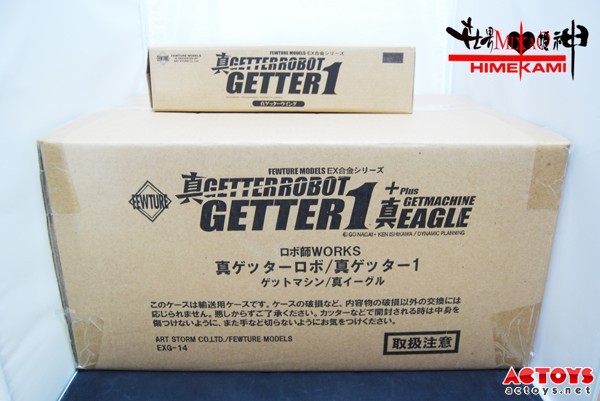 FEWTURE MODELS EX合金シリーズ
真GETTERROBOT
GETTER1
真ゲッターウイング
HIMEKAMI
FEWTURE
FEWTURE MODELS EX合金シリーズ
真GETTERROBOT
GETTER1
+Plus
GETMACHINE
真EAGLE
©GO NAGAI・KEN ISHIKAWA / DYNAMIC PLANNING
ロボ師WORKS
真ゲッターロボ/真ゲッター1
ゲットマシン/真イーグル
このケースは輸送用ケースです。ケースの破損など、内容物の破損以外の交換には
応じられません。悪しからずご了承ください。カッターなどで開封される時は中身を
傷つけないように、また手など切らないようにお気をつけください。
ART STORM CO.,LTD./FEWTURE MODELS
EXG-14
取扱注意
ACTOYS
actoys.net